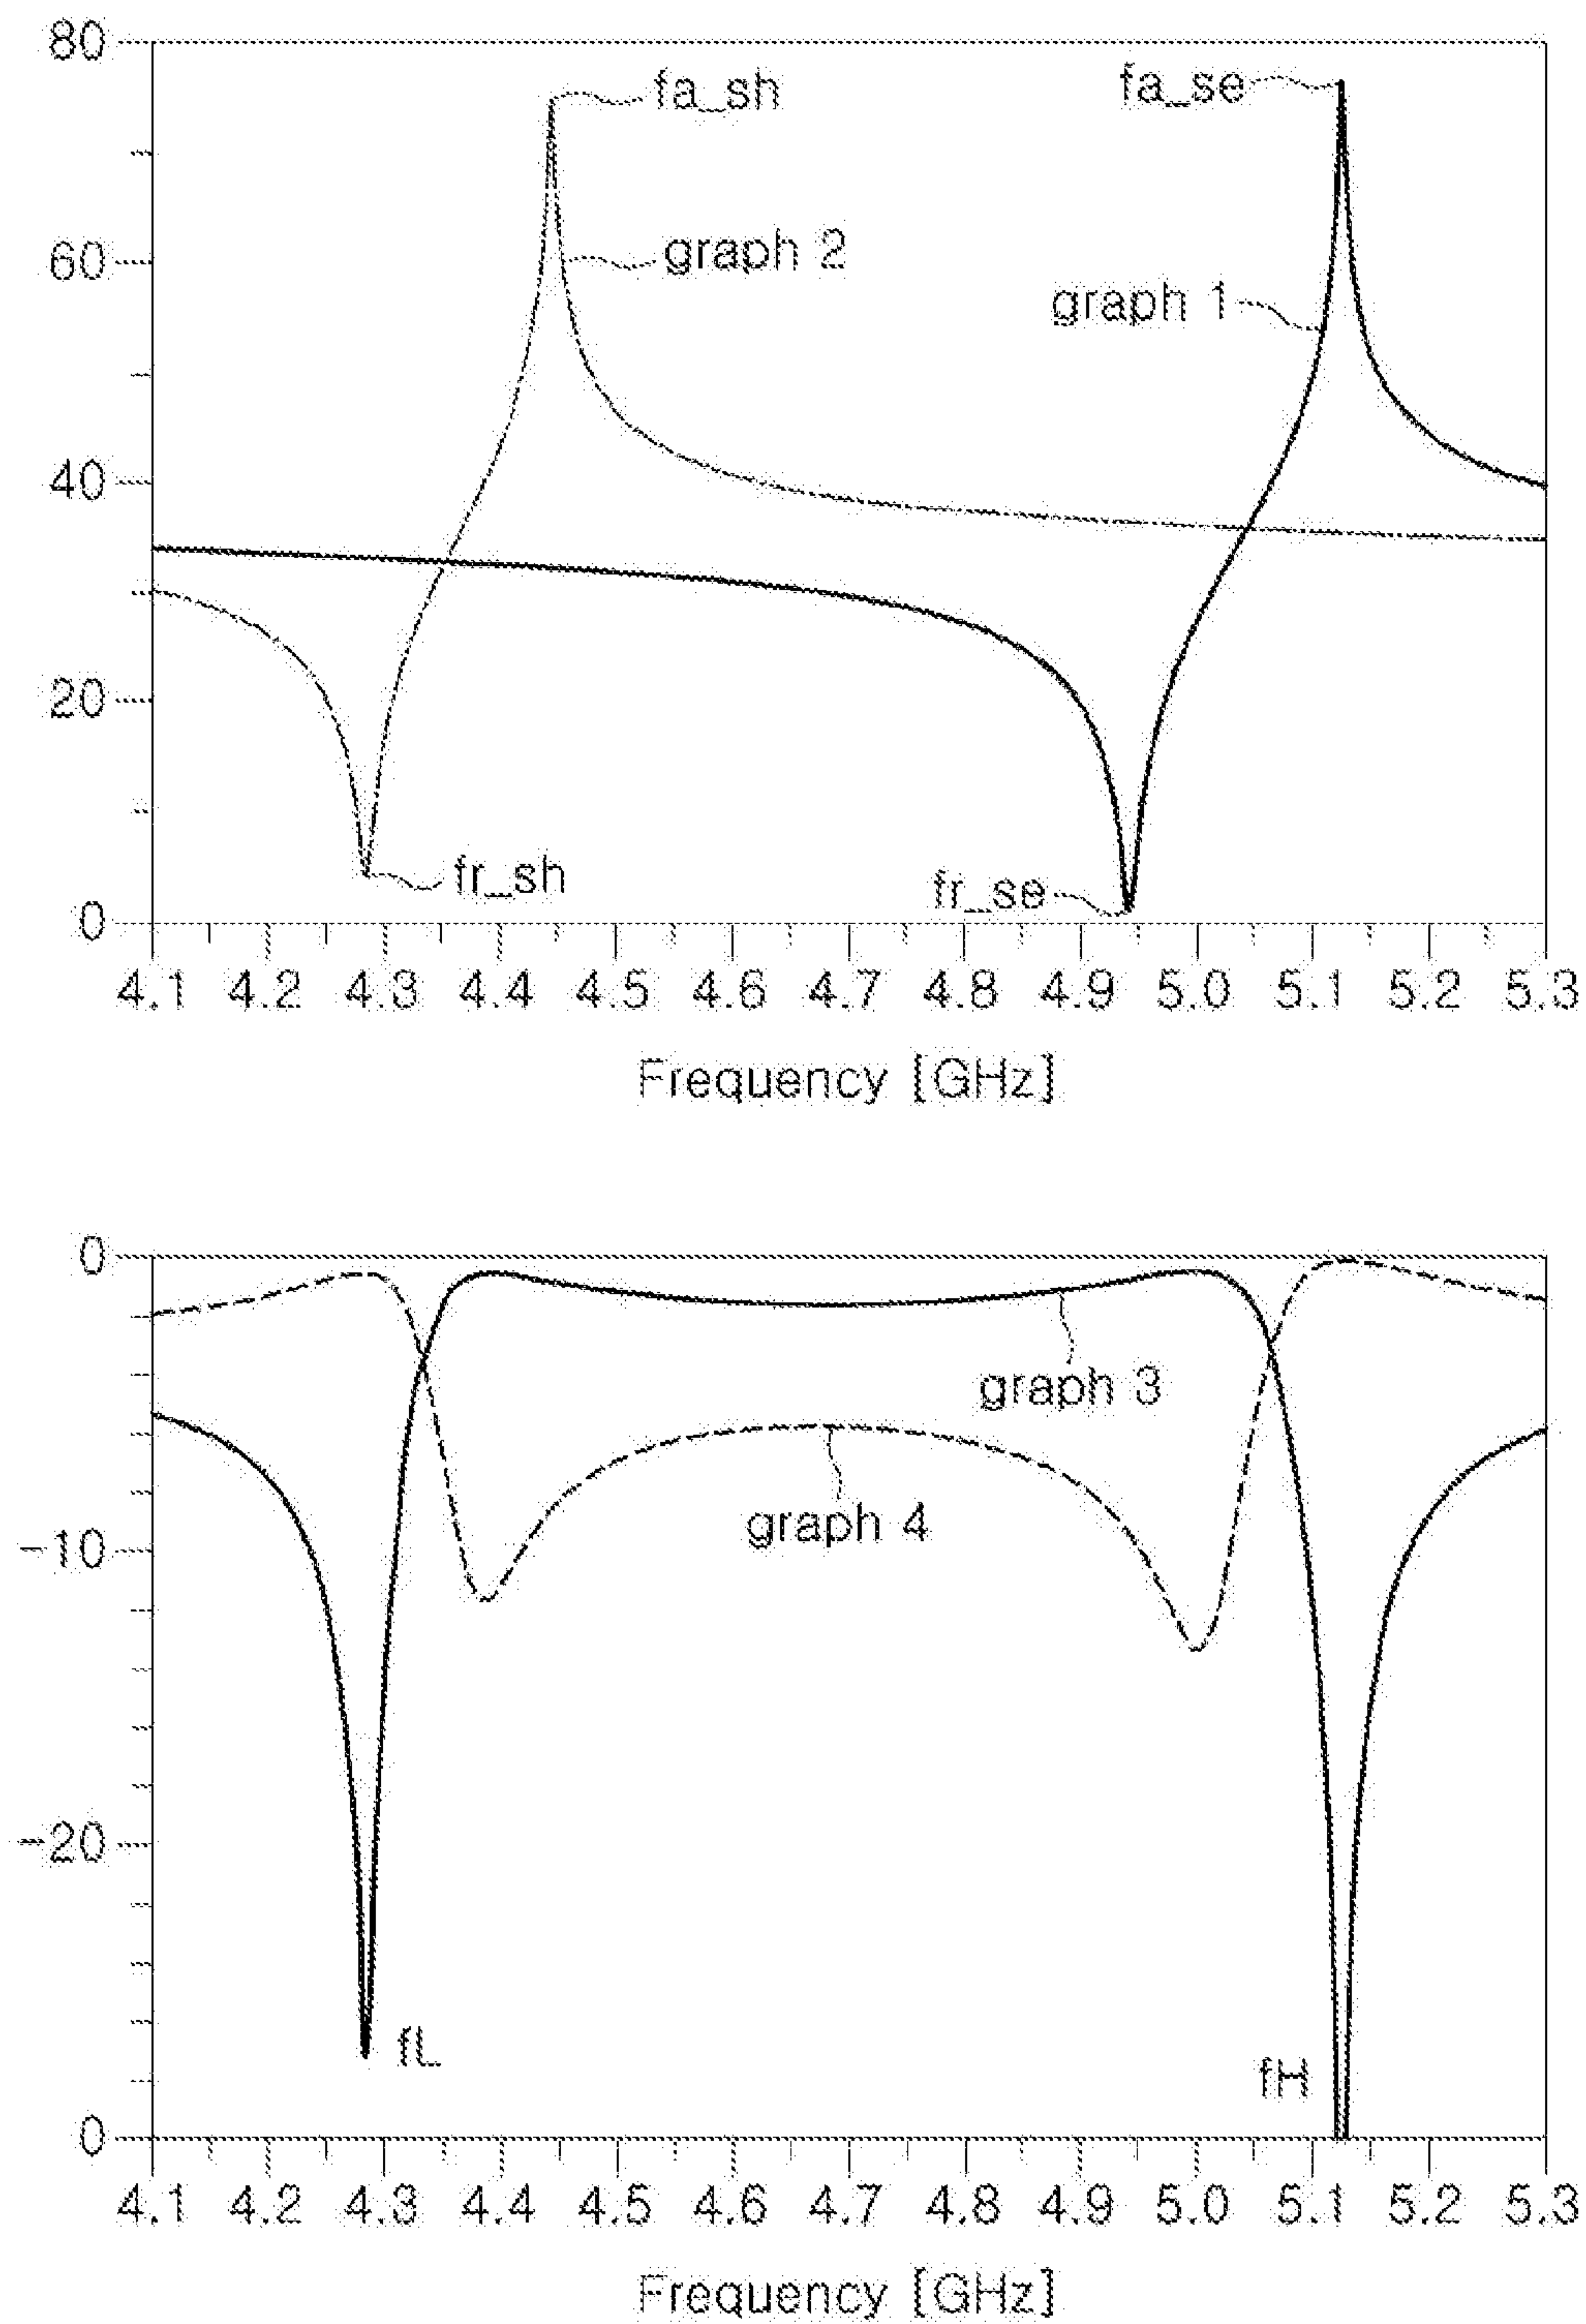 80
fa_sh
fa_se
60
graph 2
graph 1
40
20
fr_sh
fr_se
0
4.1 4.2 4.3 4.4 4.5 4.6 4.7 4.8 4.9 5.0 5.1 5.2 5.3
Frequency [GHz]
0
graph 3
graph 4
-10
-20
fL
fH
0
4.1 4.2 4.3 4.4 4.5 4.6 4.7 4.8 4.9 5.0 5.1 5.2 5.3
Frequency [GHz]